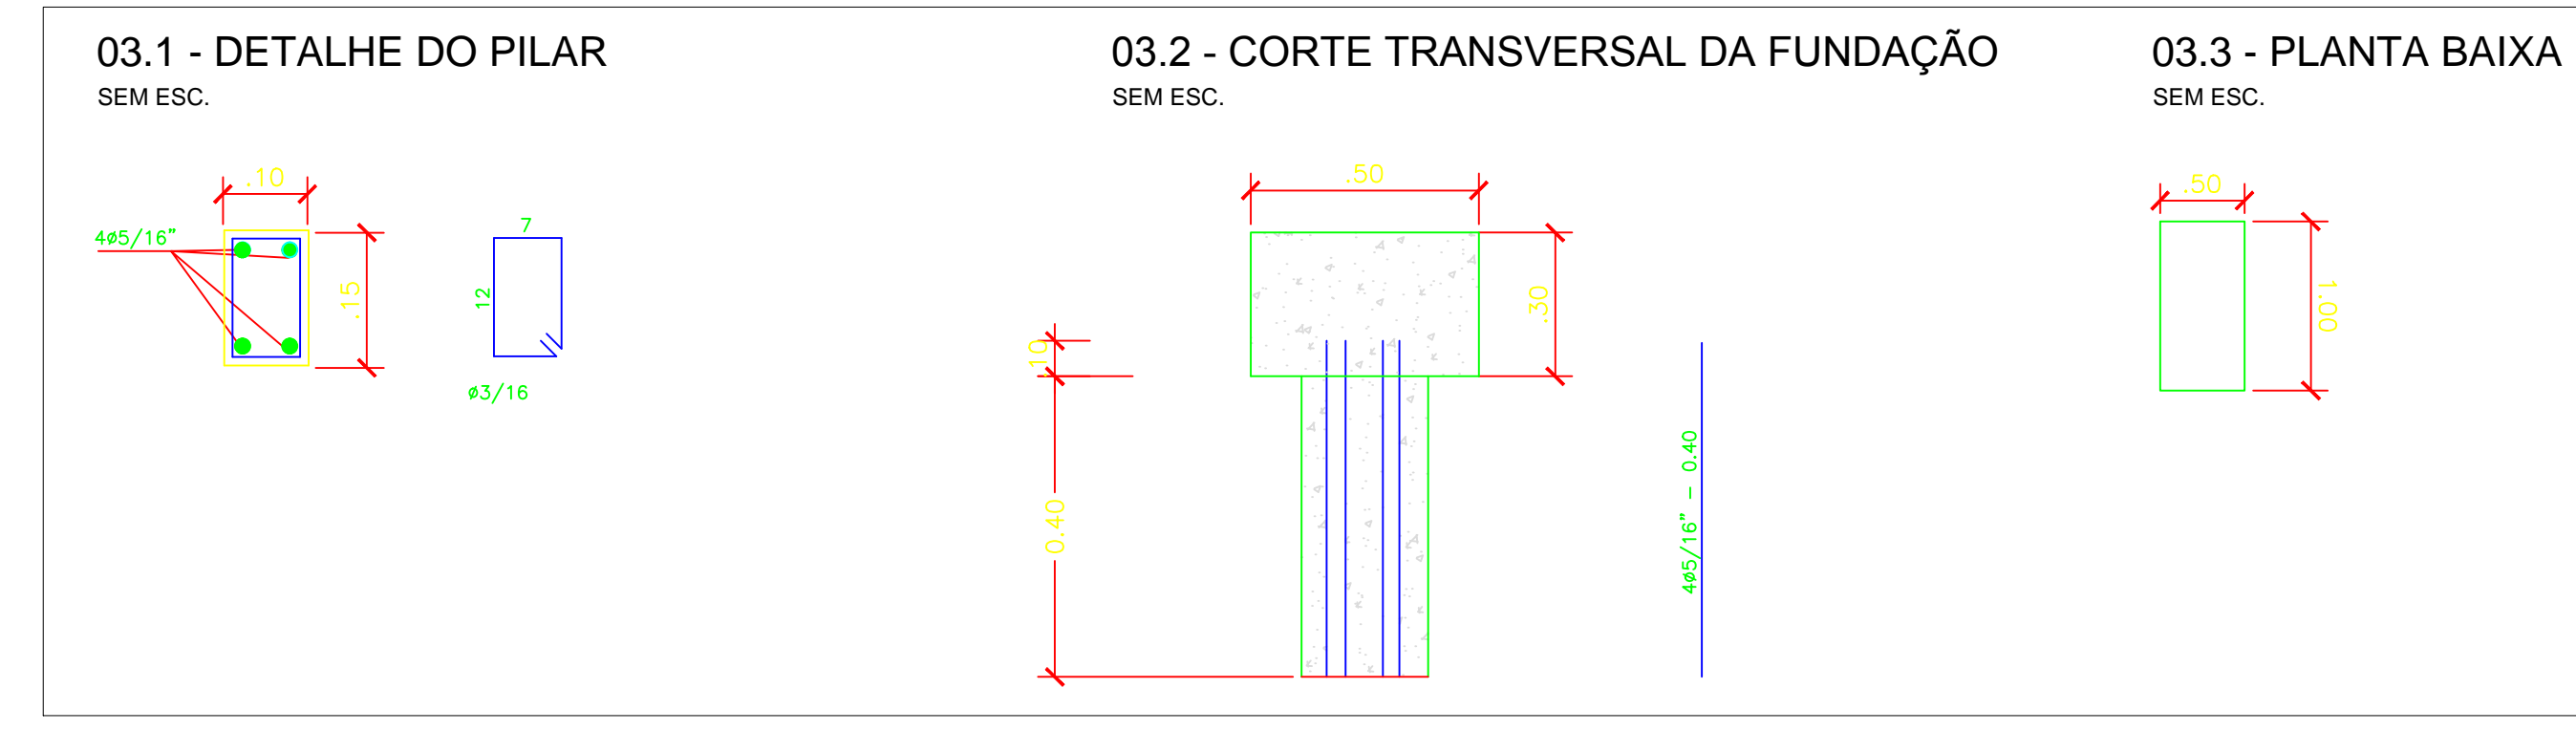 03.1 - DETALHE DO PILAR
SEM ESC.
.10
4ø5/16"
.15
7
12
ø3/16
03.2 - CORTE TRANSVERSAL DA FUNDAÇÃO
SEM ESC.
.50
.30
.10
0.40
4ø5/16" - 0.40
03.3 - PLANTA BAIXA
SEM ESC.
.50
1.00